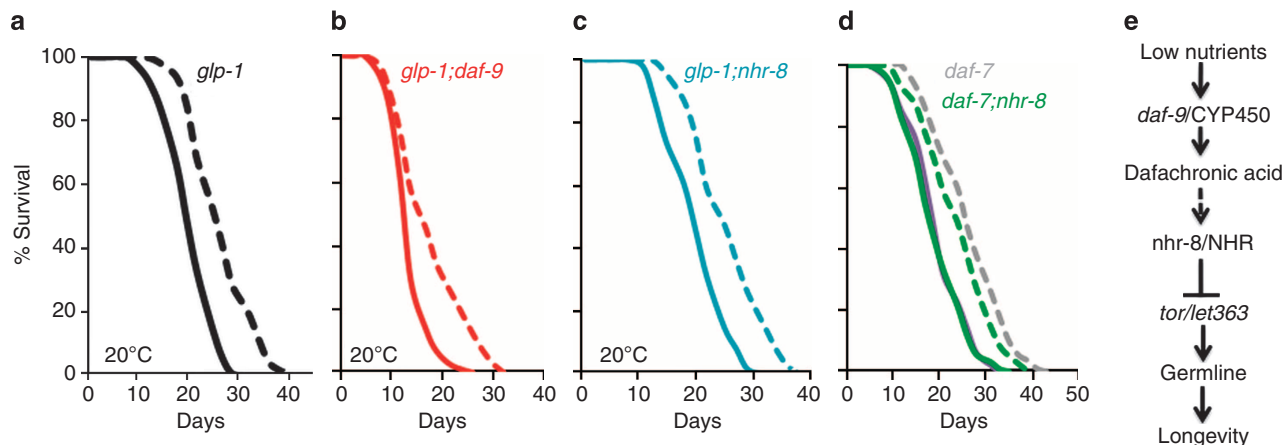 a
% Survival
100
80
60
40
20
0
glp-1
20°C
0 10 20 30 40
Days
b
glp-1;daf-9
20°C
0 10 20 30 40
Days
c
glp-1;nhr-8
0 10 20 30 40
Days
d
daf-7
daf-7;nhr-8
0 10 20 30 40 50
Days
e
Low nutrients
daf-9/CYP450
Dafachronic acid
nhr-8/NHR
tor/let363
Germline
Longevity